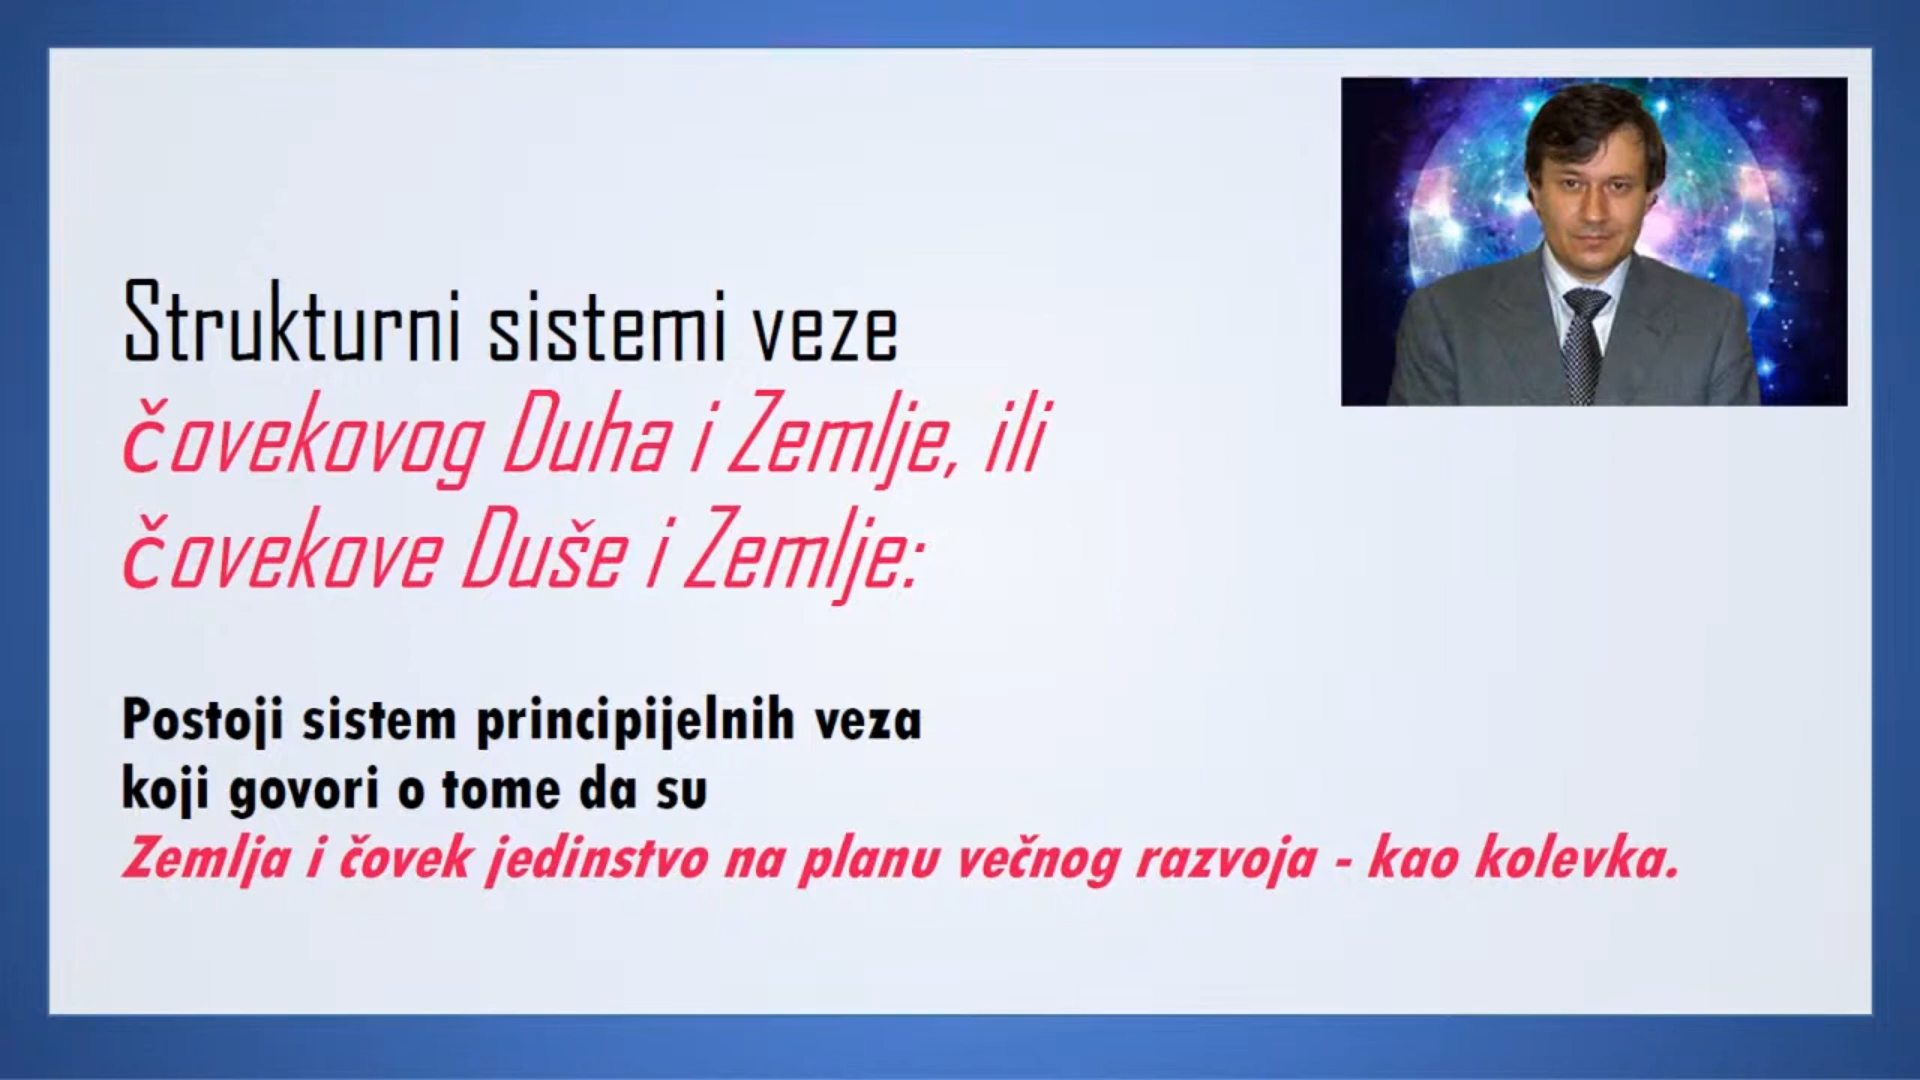 Strukturni sistemi veze
čovekovog Duha i Zemlje, ili
čovekove Duše i Zemlje:
Postoji sistem principijelnih veza
koji govori o tome da su
Zemlja i čovek jedinstvo na planu večnog razvoja - kao kolevka.